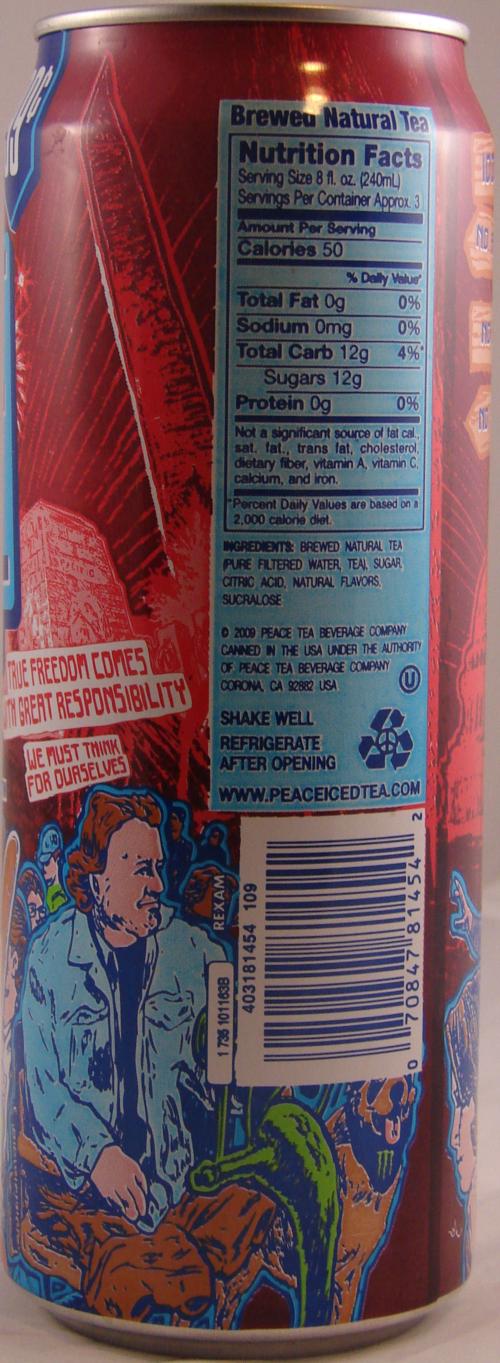 Brewed Natural Tea
Nutrition Facts
Serving Size 8 fl. oz. (240mL)
Servings Per Container Approx. 3
Amount Per Serving
Calories 50
% Daily Value*
Total Fat 0g 0%
Sodium 0mg 0%
Total Carb 12g 4%*
Sugars 12g
Protein 0g 0%
Not a significant source of fat cal.,
sat. fat., trans fat, cholesterol,
dietary fiber, vitamin A, vitamin C,
calcium, and iron.
*Percent Daily Values are based on a
2,000 calorie diet.
INGREDIENTS: BREWED NATURAL TEA
(PURE FILTERED WATER, TEA), SUGAR,
CITRIC ACID, NATURAL FLAVORS,
SUCRALOSE
© 2009 PEACE TEA BEVERAGE COMPANY
CANNED IN THE USA UNDER THE AUTHORITY
OF PEACE TEA BEVERAGE COMPANY
CORONA, CA 92882 USA
U
SHAKE WELL
REFRIGERATE
AFTER OPENING
WWW.PEACEICEDTEA.COM
TRUE FREEDOM COMES
GREAT RESPONSIBILITY
WE MUST THINK
FOR OURSELVES
REXAM
403181454 109
1 735 101163B
0 70847 81454 2
NO